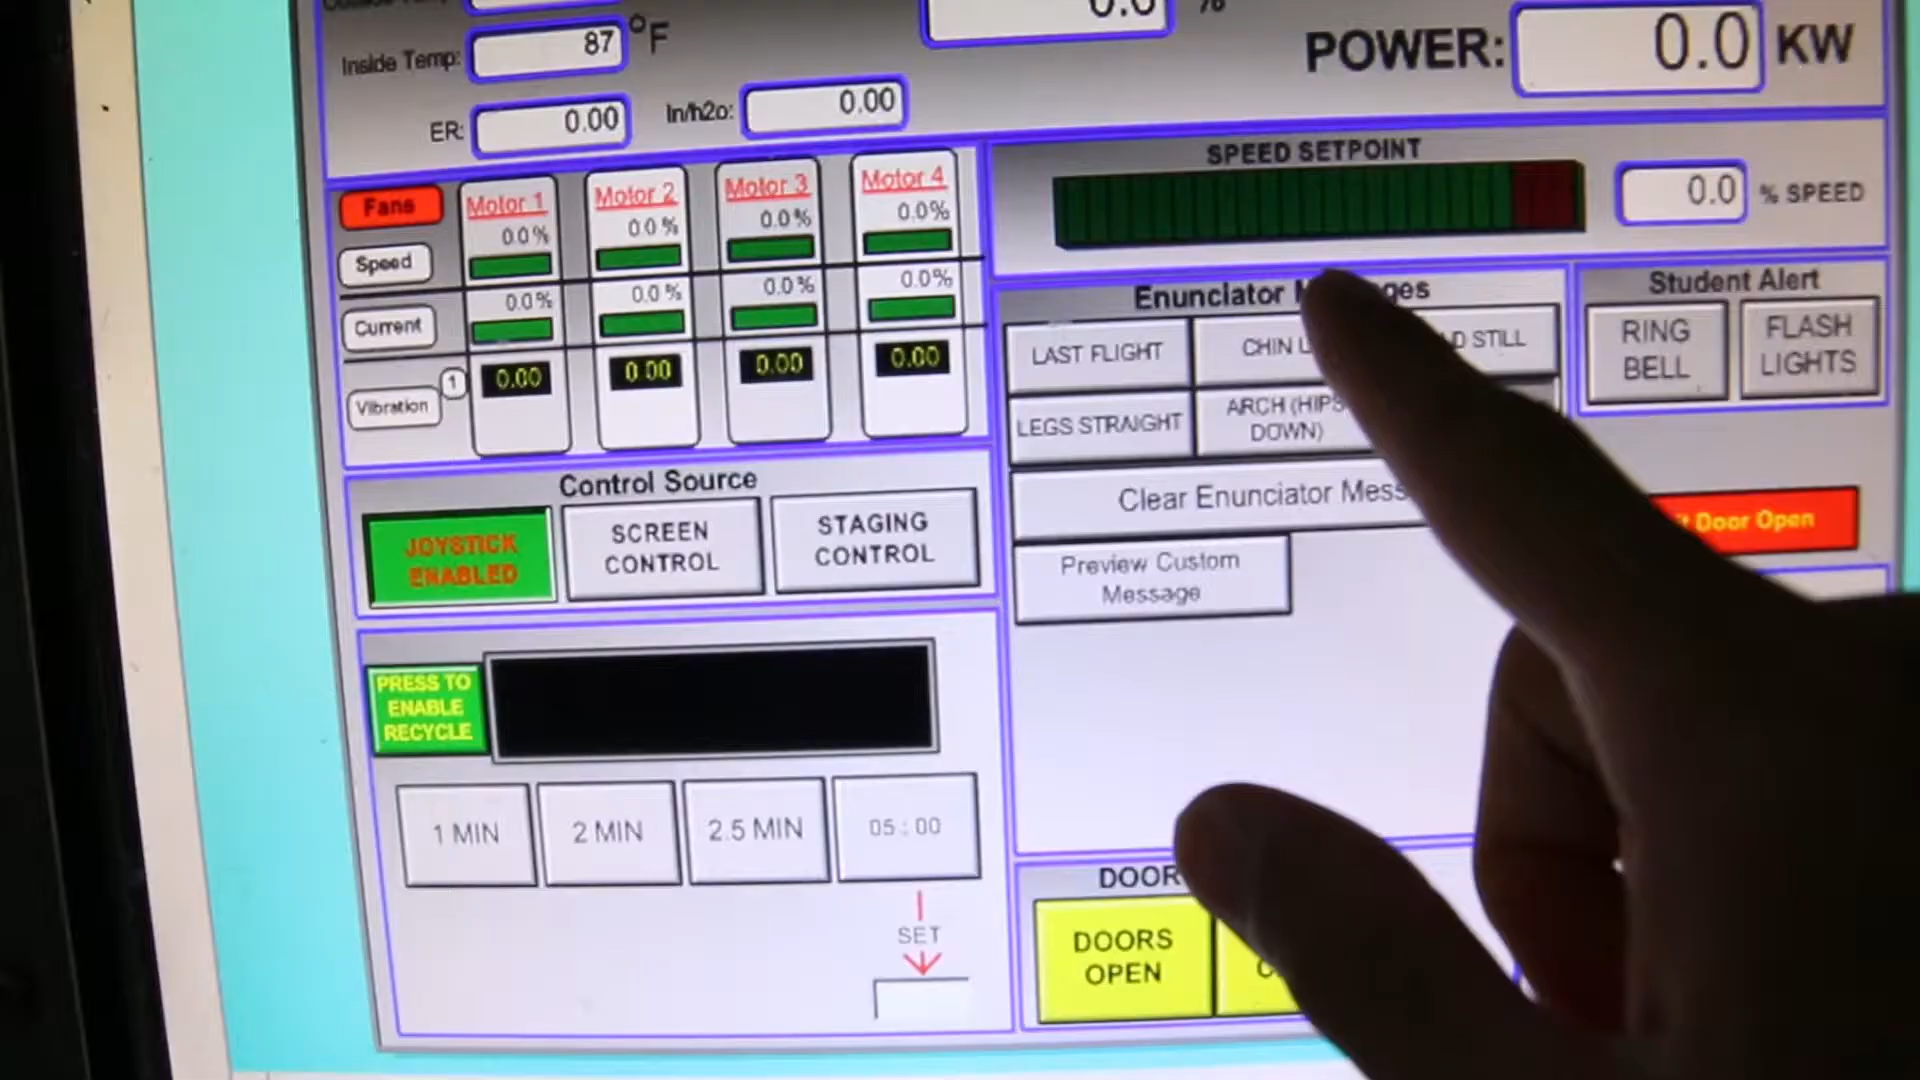 Inside Temp: 87 °F
0.0 %
POWER: 0.0 KW
ER: 0.00 In/h2o: 0.00
SPEED SETPOINT
0.0 % SPEED
Fans Motor 1 Motor 2 Motor 3 Motor 4
Speed 0.0% 0.0% 0.0% 0.0%
Current 0.0% 0.0% 0.0% 0.0%
Vibration 1 0.00 0.00 0.00 0.00
Enunciator
LAST FLIGHT CHIN STILL
LEGS STRAIGHT ARCH (HIPS
DOWN)
Clear Enunciator
Preview Custom
Message
Student Alert
RING
BELL
FLASH
LIGHTS
Door Open
Control Source
JOYSTICK
ENABLED
SCREEN
CONTROL
STAGING
CONTROL
PRESS TO
ENABLE
RECYCLE
1 MIN 2 MIN 2.5 MIN 05:00
SET
DOOR
DOORS
OPEN